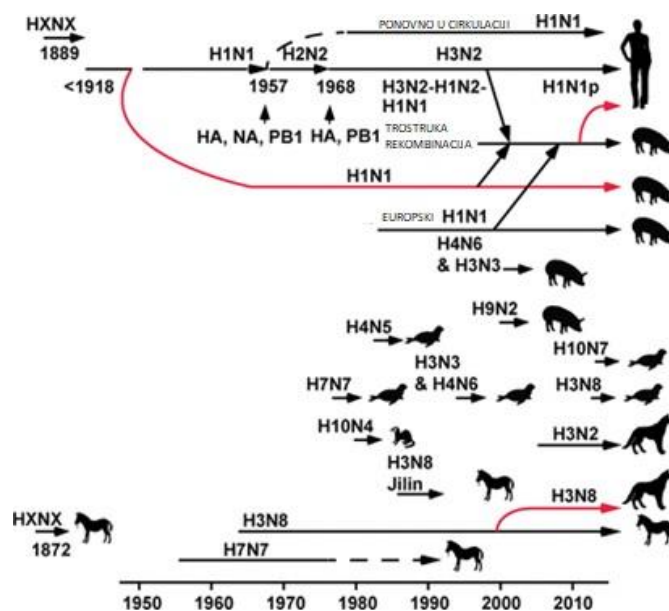 PONOVNO U CIRKULACIJI H1N1
HXNX
1889
H1N1 H2N2 H3N2
<1918 1957 1968
H3N2-H1N2-
H1N1
H1N1p
HA, NA, PB1 HA, PB1
TROSTRUKA
REKOMBINACIJA
H1N1
EUROPSKI H1N1
H4N6
& H3N3
H9N2
H4N5
H10N7
H3N3
& H4N6
H7N7
H3N8
H10N4
H3N2
H3N8
Jilin
H3N8
HXNX
1872
H3N8
H7N7
1950 1960 1970 1980 1990 2000 2010